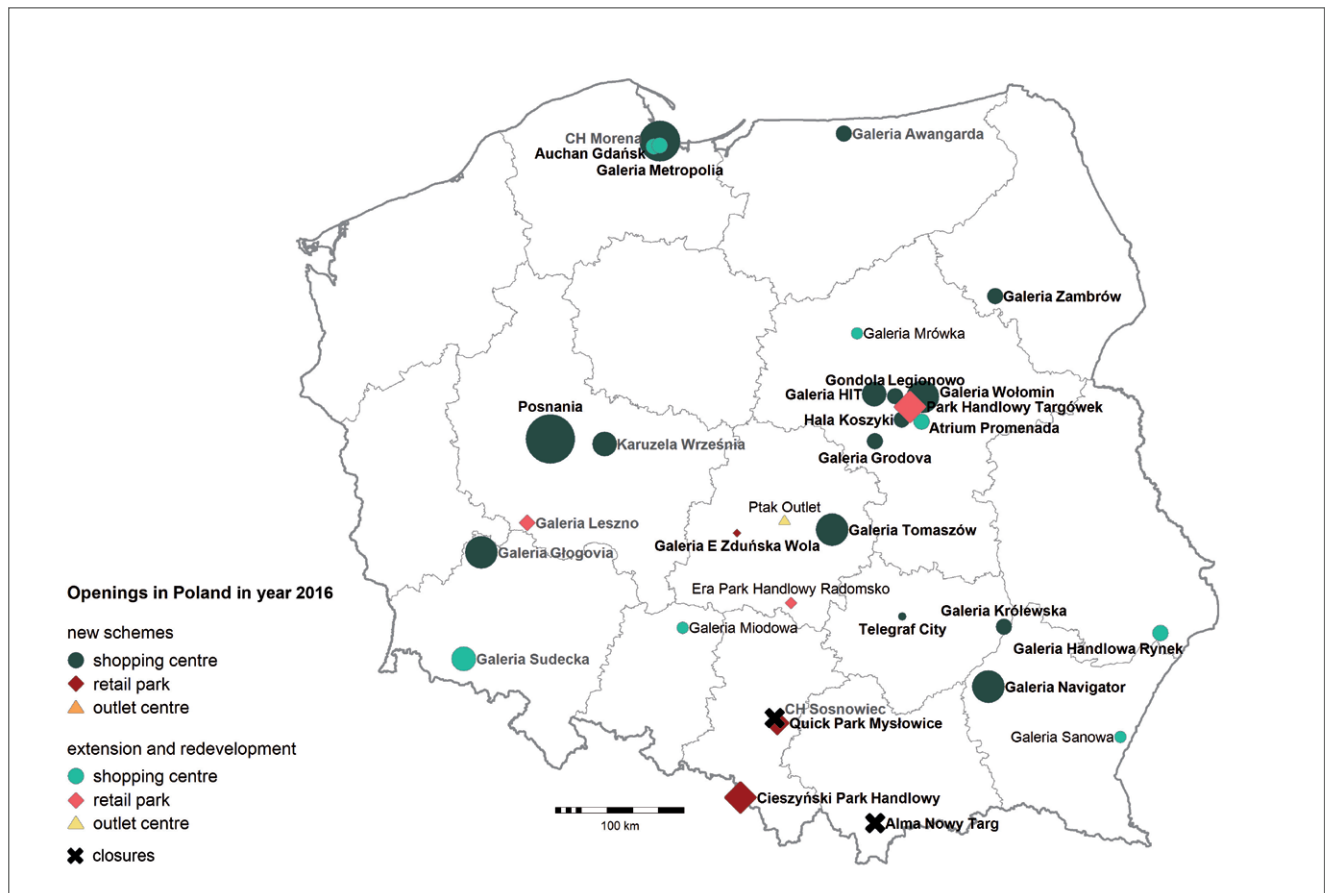 CH Morena
Auchan Gdańsk
Galeria Metropolia
Galeria Awangarda
Galeria Zambrów
Galeria Mrówka
Gondola Legionowo
Galeria HIT
Galeria Wołomin
Park Handlowy Targówek
Hala Koszyki
Atrium Promenada
Galeria Grodova
Posnania
Karuzela Września
Ptak Outlet
Galeria Leszno
Galeria Tomaszów
Galeria E Zduńska Wola
Galeria Głogovia
Era Park Handlowy Radomsko
Galeria Królewska
Telegraf City
Galeria Miodowa
Galeria Handlowa Rynek
Galeria Sudecka
Galeria Navigator
CH Sosnowiec
Quick Park Mysłowice
Galeria Sanowa
Cieszyński Park Handlowy
Alma Nowy Targ
100 km
Openings in Poland in year 2016
new schemes
shopping centre
retail park
outlet centre
extension and redevelopment
shopping centre
retail park
outlet centre
closures